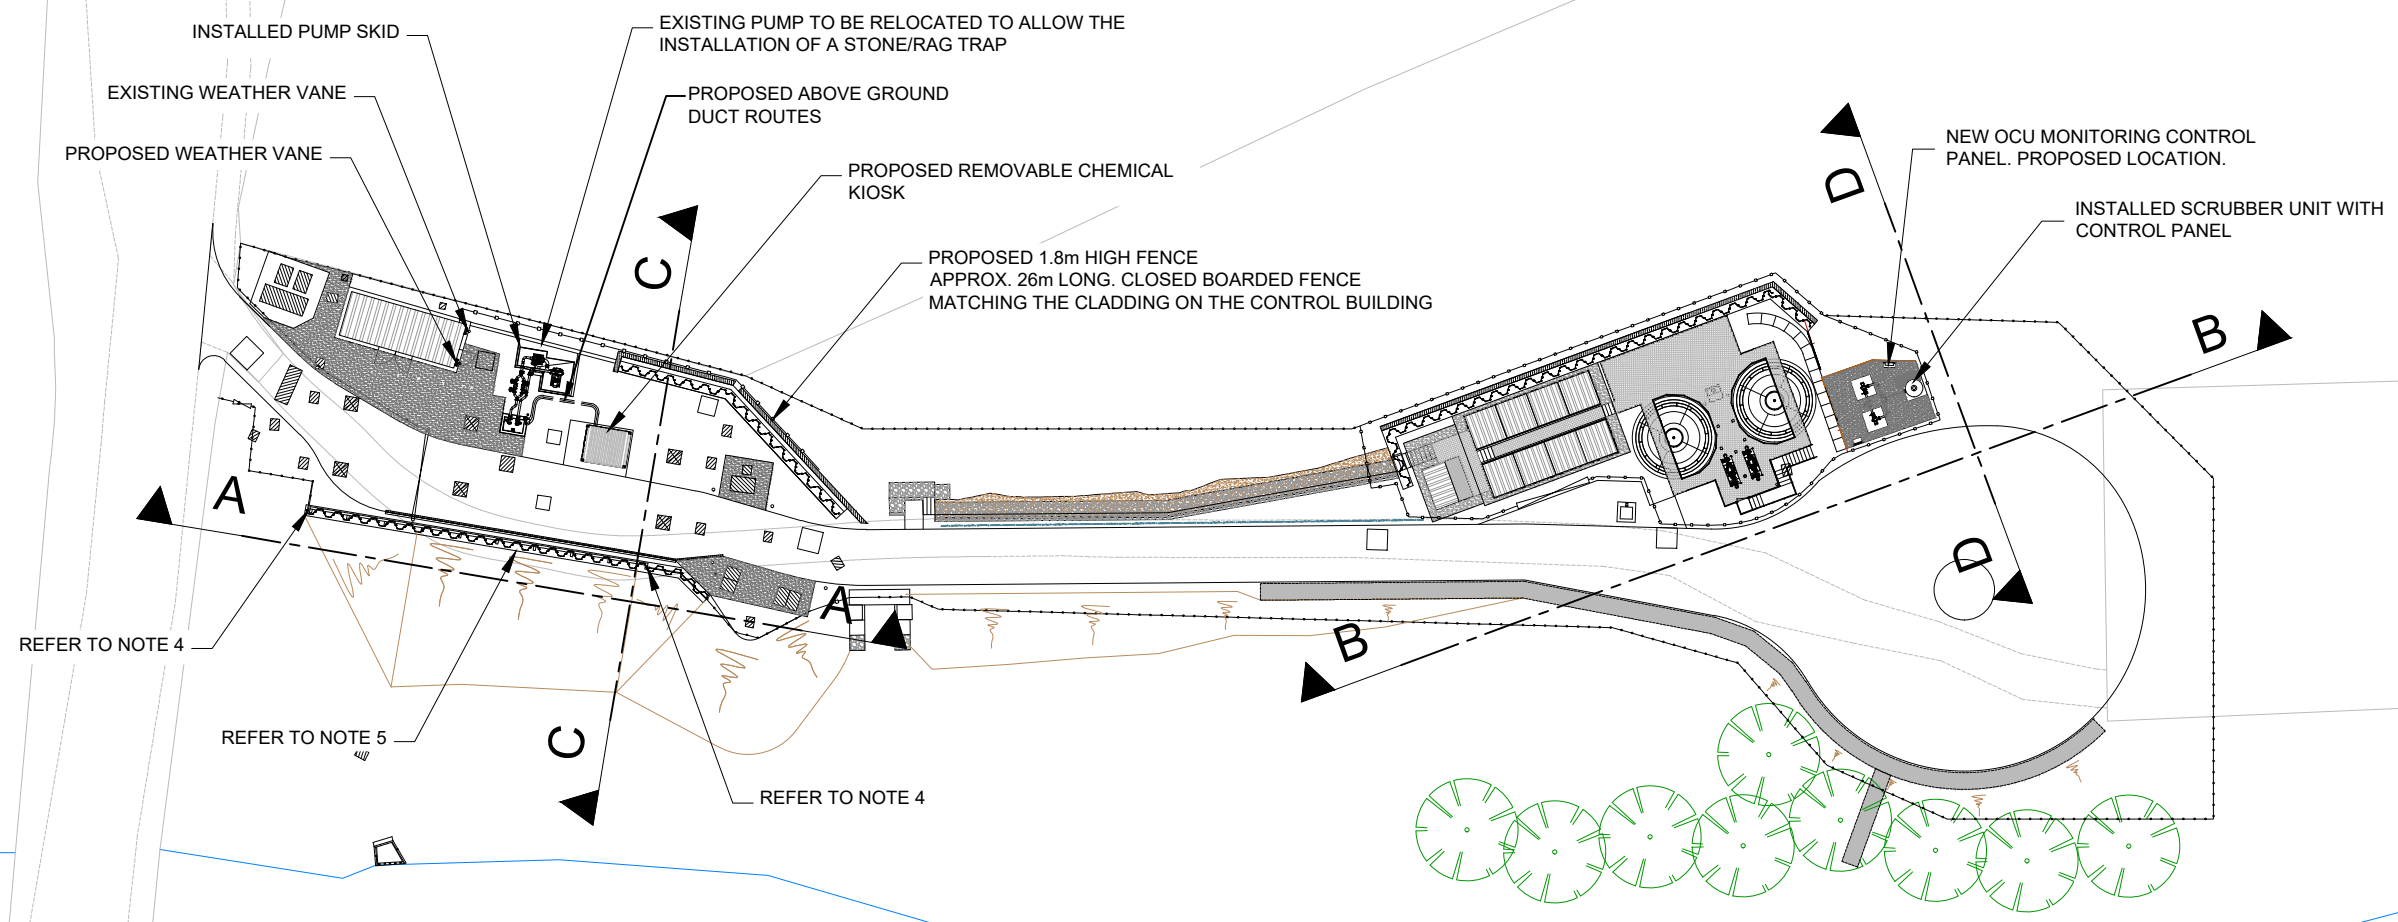 INSTALLED PUMP SKID
EXISTING PUMP TO BE RELOCATED TO ALLOW THE
INSTALLATION OF A STONE/RAG TRAP
EXISTING WEATHER VANE
PROPOSED ABOVE GROUND
DUCT ROUTES
PROPOSED WEATHER VANE
PROPOSED REMOVABLE CHEMICAL
KIOSK
NEW OCU MONITORING CONTROL
PANEL. PROPOSED LOCATION.
INSTALLED SCRUBBER UNIT WITH
CONTROL PANEL
PROPOSED 1.8m HIGH FENCE
APPROX. 26m LONG. CLOSED BOARDED FENCE
MATCHING THE CLADDING ON THE CONTROL BUILDING
D
C
B
A
D
A
B
REFER TO NOTE 4
REFER TO NOTE 5
C
REFER TO NOTE 4